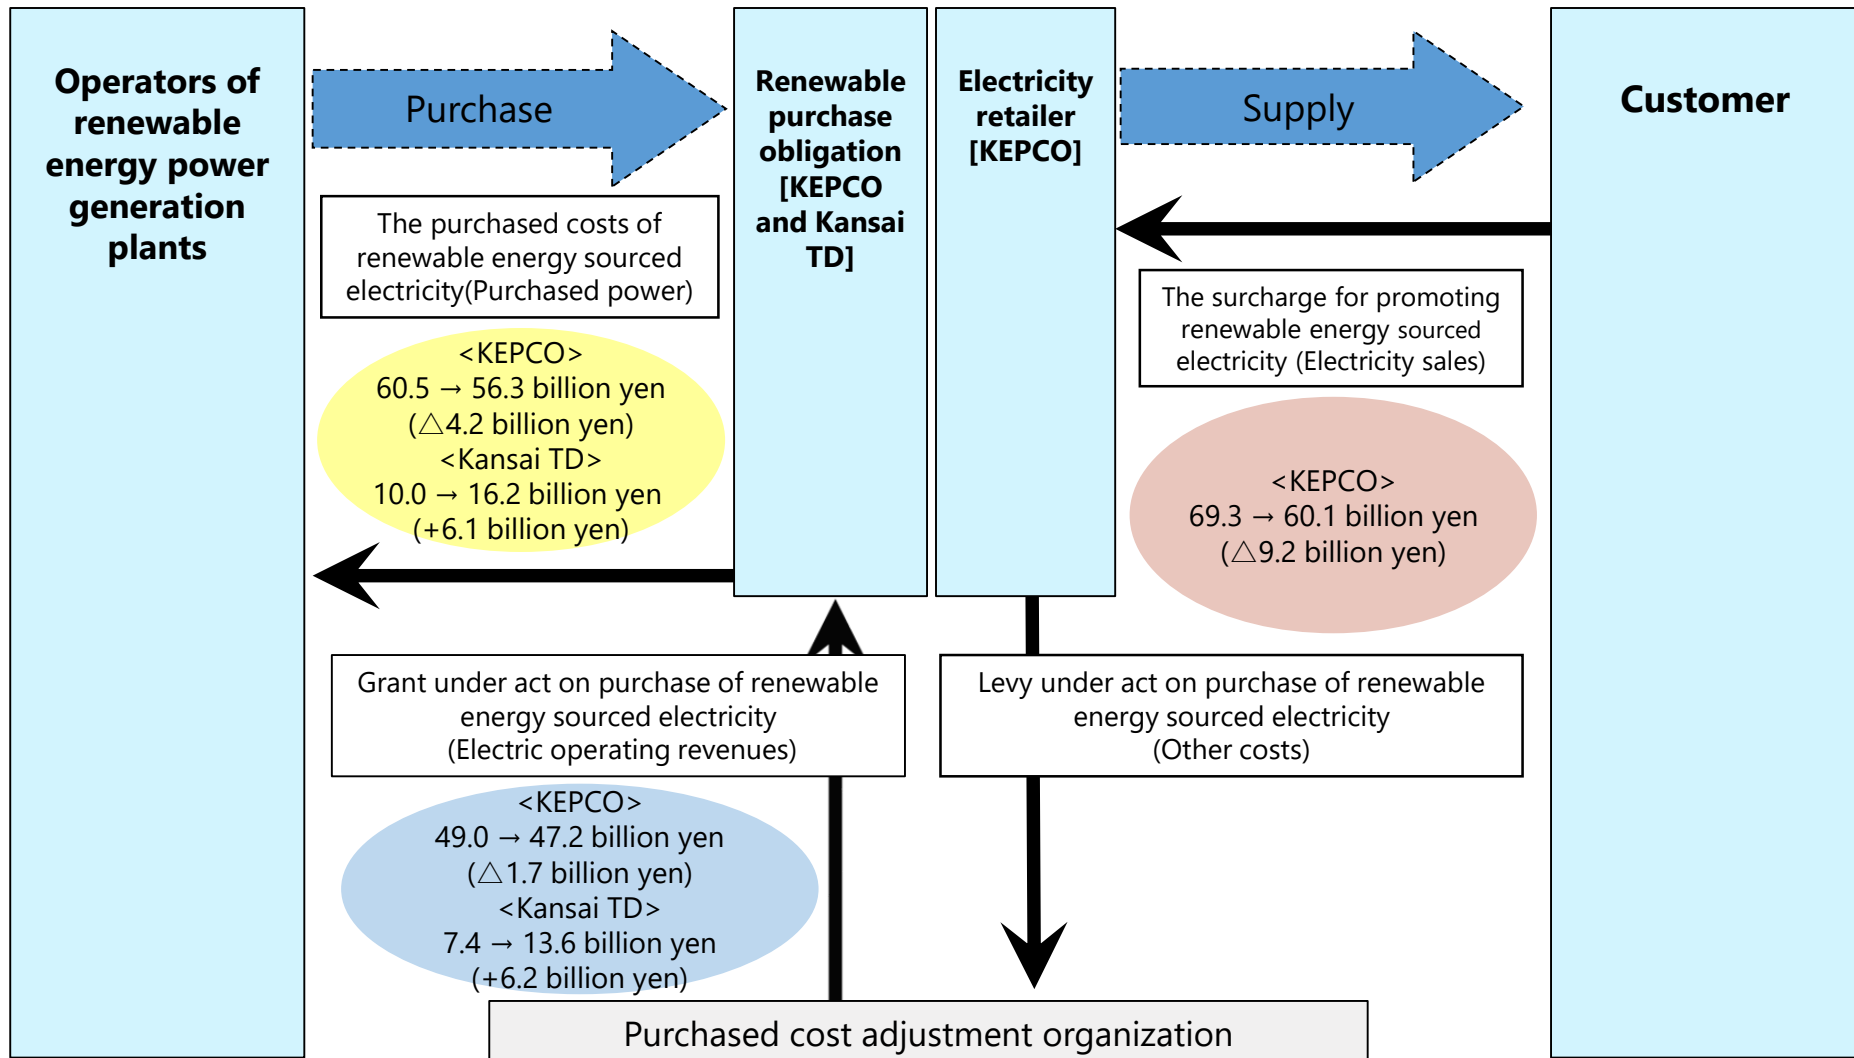 Operators of
renewable
energy power
generation
plants
Purchase
Renewable
purchase
obligation
[KEPCO
and Kansai
TD]
Electricity
retailer
[KEPCO]
Supply
Customer
The purchased costs of
renewable energy sourced
electricity(Purchased power)
<KEPCO>
60.5 → 56.3 billion yen
(△4.2 billion yen)
<Kansai TD>
10.0 → 16.2 billion yen
(+6.1 billion yen)
The surcharge for promoting
renewable energy sourced
electricity (Electricity sales)
<KEPCO>
69.3 → 60.1 billion yen
(△9.2 billion yen)
Grant under act on purchase of renewable
energy sourced electricity
(Electric operating revenues)
<KEPCO>
49.0 → 47.2 billion yen
(△1.7 billion yen)
<Kansai TD>
7.4 → 13.6 billion yen
(+6.2 billion yen)
Levy under act on purchase of renewable
energy sourced electricity
(Other costs)
Purchased cost adjustment organization